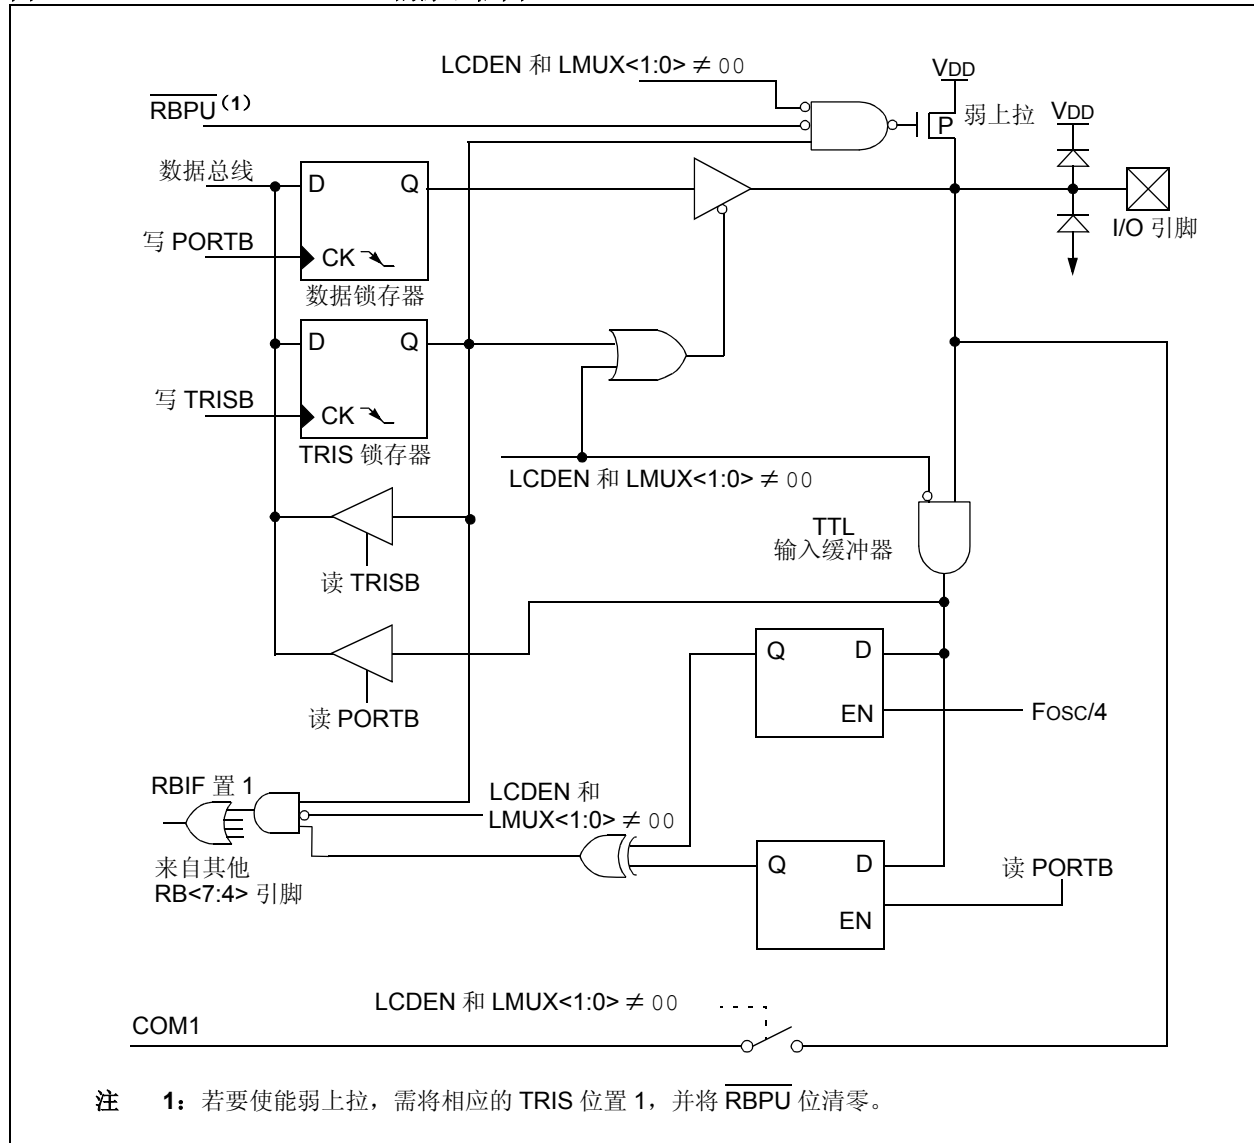 LCDEN 和 LMUX<1:0> ≠ 00
VDD
RBPU(1)
弱上拉
VDD
P
数据总线
D Q
写 PORTB
CK
I/O 引脚
数据锁存器
D Q
写 TRISB
CK
TRIS 锁存器
LCDEN 和 LMUX<1:0> ≠ 00
TTL
输入缓冲器
读 TRISB
Q D
读 PORTB
EN
FOSC/4
RBIF 置 1
LCDEN 和
LMUX<1:0> ≠ 00
来自其他
RB<7:4> 引脚
Q D
读 PORTB
EN
LCDEN 和 LMUX<1:0> ≠ 00
COM1
注 1: 若要使能弱上拉,需将相应的 TRIS 位置 1,并将 RBPU 位清零。